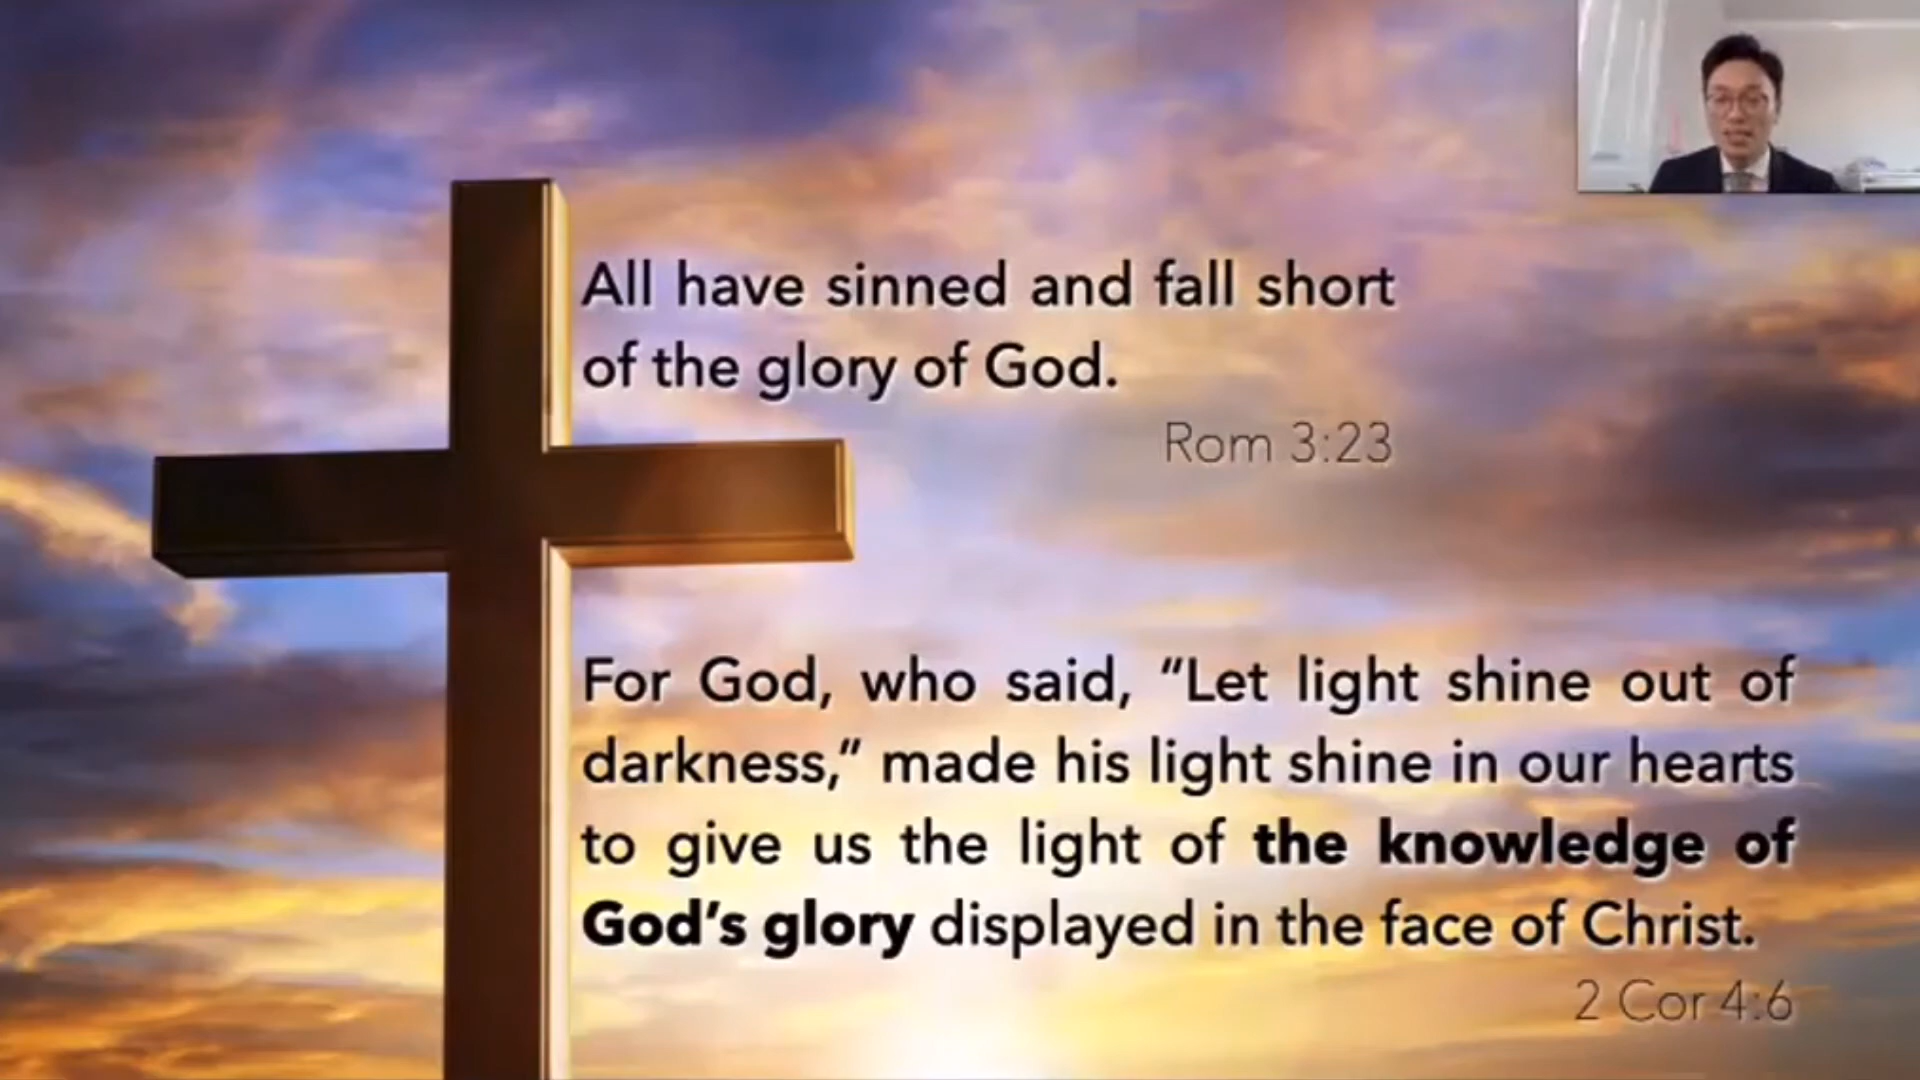 All have sinned and fall short
of the glory of God.
Rom 3:23
For God, who said, “Let light shine out of
darkness,” made his light shine in our hearts
to give us the light of the knowledge of
God’s glory displayed in the face of Christ.
2 Cor 4:6